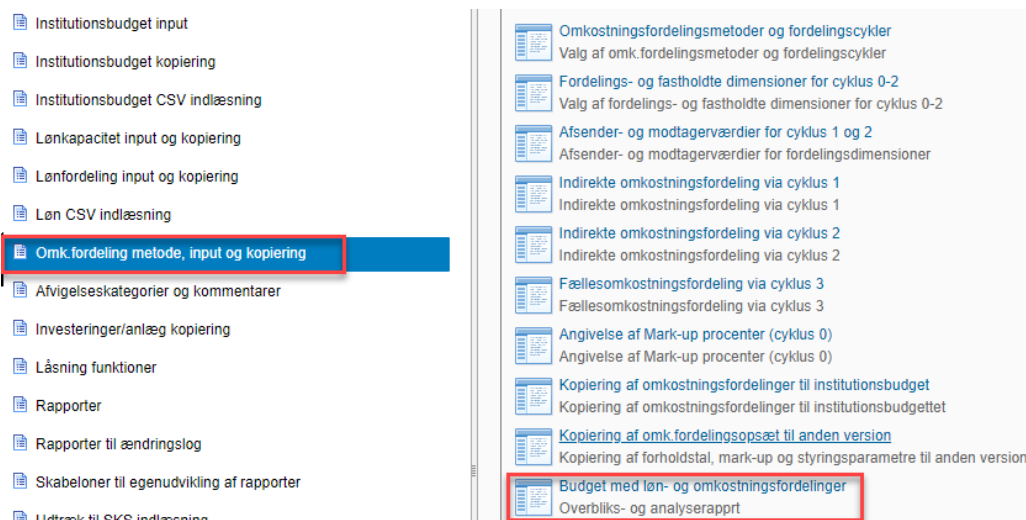 Institutionsbudget input
Institutionsbudget kopiering
Institutionsbudget CSV indlæsning
Lønkapacitet input og kopiering
Lønfordeling input og kopiering
Løn CSV indlæsning
Omk.fordeling metode, input og kopiering
Afvigelseskategorier og kommentarer
Investeringer/anlæg kopiering
Låsning funktioner
Rapporter
Rapporter til ændringslog
Skabeloner til egenudvikling af rapporter
Udtræk til SKS indlæsning
Omkostningsfordelingsmetoder og fordelingscykler
Valg af omk.fordelingsmetoder og fordelingscykler
Fordelings- og fastholdte dimensioner for cyklus 0-2
Valg af fordelings- og fastholdte dimensioner for cyklus 0-2
Afsender- og modtagerværdier for cyklus 1 og 2
Afsender- og modtagerværdier for fordelingsdimensioner
Indirekte omkostningsfordeling via cyklus 1
Indirekte omkostningsfordeling via cyklus 1
Indirekte omkostningsfordeling via cyklus 2
Indirekte omkostningsfordeling via cyklus 2
Fællesomkostningsfordeling via cyklus 3
Fællesomkostningsfordeling via cyklus 3
Angivelse af Mark-up procenter (cyklus 0)
Angivelse af Mark-up procenter (cyklus 0)
Kopiering af omkostningsfordelinger til institutionsbudget
Kopiering af omkostningsfordelinger til institutionsbudgettet
Kopiering af omk.fordelingsopsæt til anden version
Kopiering af forholdstal, mark-up og styringsparametre til anden version
Budget med løn- og omkostningsfordelinger
Overbliks- og analyserapprt